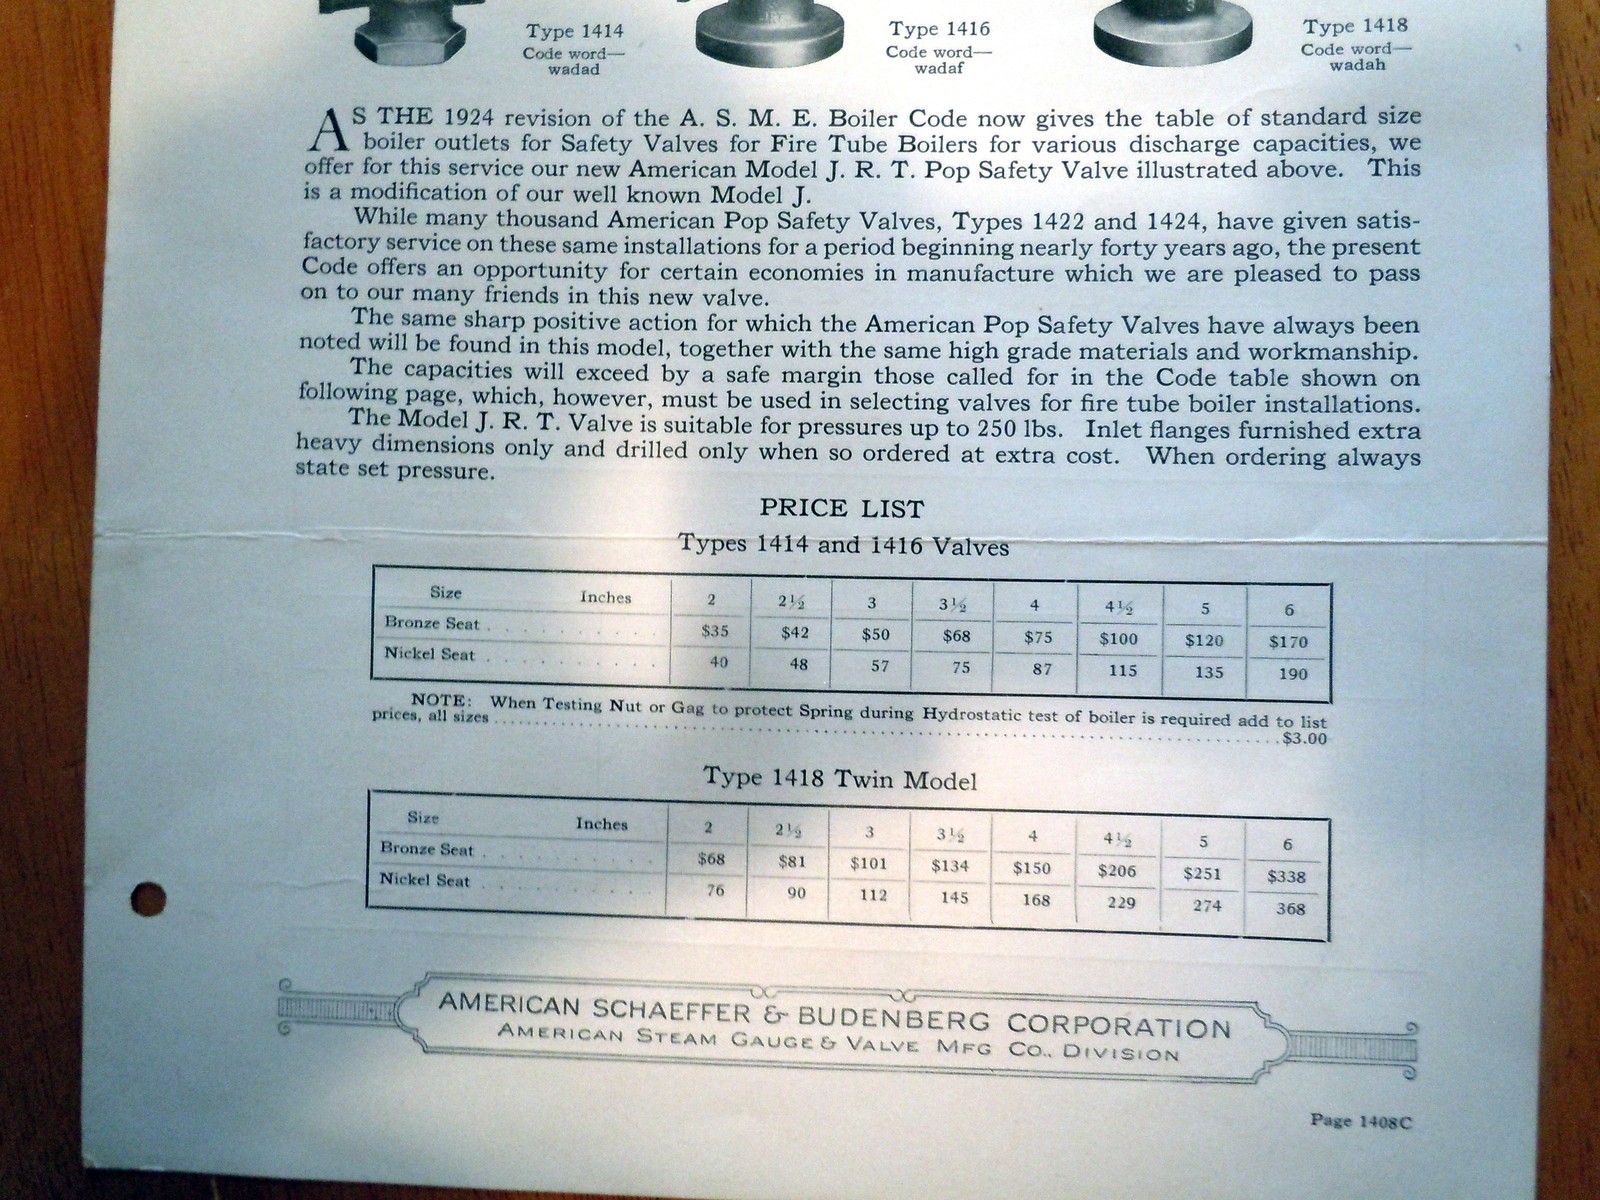 Type 1414
Code word—
wadad
Type 1416
Code word—
wadaf
Type 1418
Code word—
wadah
AS THE 1924 revision of the A. S. M. E. Boiler Code now gives the table of standard size
boiler outlets for Safety Valves for Fire Tube Boilers for various discharge capacities, we
offer for this service our new American Model J. R. T. Pop Safety Valve illustrated above. This
is a modification of our well known Model J.
While many thousand American Pop Safety Valves, Types 1422 and 1424, have given satis-
factory service on these same installations for a period beginning nearly forty years ago, the present
Code offers an opportunity for certain economies in manufacture which we are pleased to pass
on to our many friends in this new valve.
The same sharp positive action for which the American Pop Safety Valves have always been
noted will be found in this model, together with the same high grade materials and workmanship.
The capacities will exceed by a safe margin those called for in the Code table shown on
following page, which, however, must be used in selecting valves for fire tube boiler installations.
The Model J. R. T. Valve is suitable for pressures up to 250 lbs. Inlet flanges furnished extra
heavy dimensions only and drilled only when so ordered at extra cost. When ordering always
state set pressure.
PRICE LIST
Types 1414 and 1416 Valves
Size Inches 2 2½ 3 3½ 4 4½ 5 6
Bronze Seat . . . . . . . . . . $35 $42 $50 $68 $75 $100 $120 $170
Nickel Seat . . . . . . . . . . 40 48 57 75 87 115 135 190
NOTE: When Testing Nut or Gag to protect Spring during Hydrostatic test of boiler is required add to list
prices, all sizes . . . . . . . . . . $3.00
Type 1418 Twin Model
Size Inches 2 2½ 3 3½ 4 4½ 5 6
Bronze Seat . . . . . . . . . . $68 $81 $101 $134 $150 $206 $251 $338
Nickel Seat . . . . . . . . . . 76 90 112 145 168 229 274 368
AMERICAN SCHAEFFER & BUDENBERG CORPORATION
AMERICAN STEAM GAUGE & VALVE MFG CO., DIVISION
Page 1408C